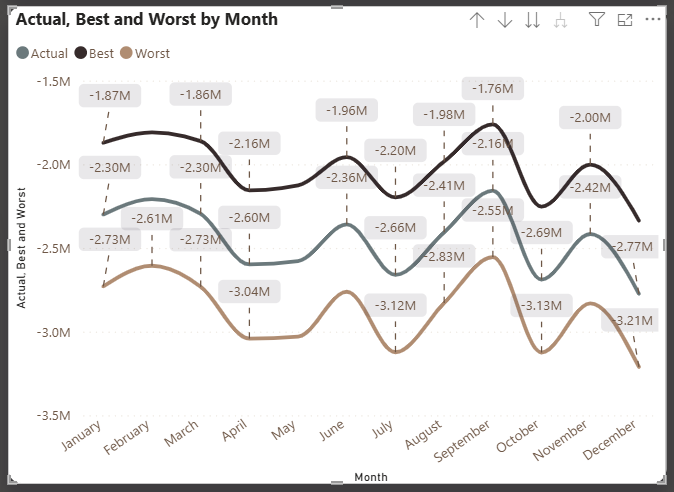 Actual, Best and Worst by Month
Actual Best Worst
Actual, Best and Worst
-1.5M
-2.0M
-2.5M
-3.0M
-3.5M
-1.76M
-1.87M -1.86M
-1.96M -1.98M -2.00M
-2.16M -2.20M -2.16M
-2.30M -2.30M -2.36M -2.41M -2.42M
-2.61M -2.60M -2.66M -2.55M -2.69M
-2.73M -2.73M -2.83M -2.77M
-3.04M -3.12M -3.13M -3.21M
January February March April May June July August September October November December
Month